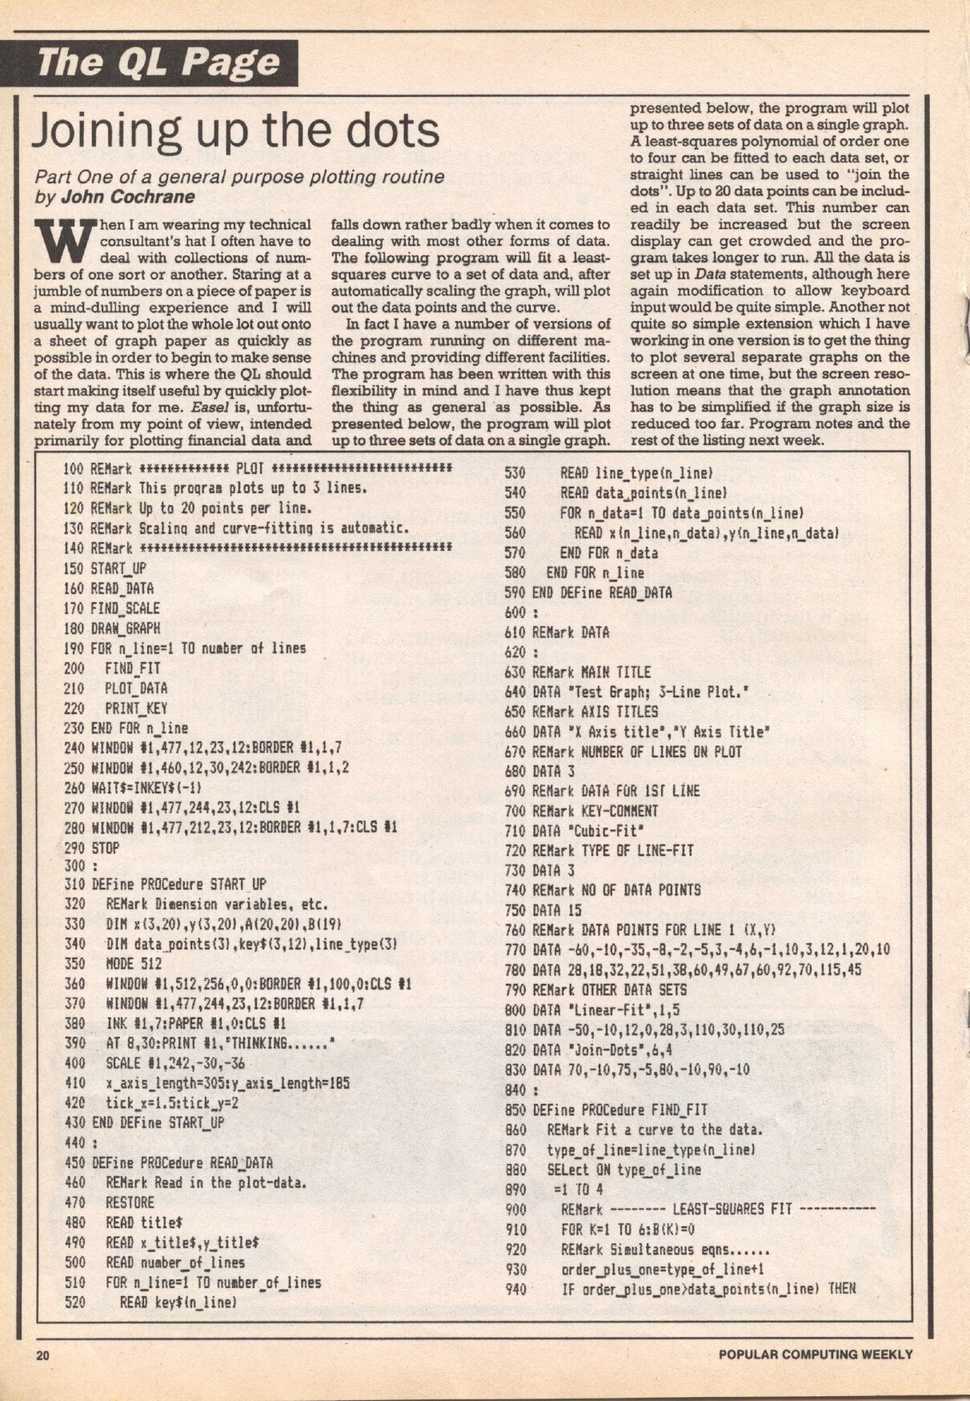 The QL Page
Joining up the dots
Part One of a general purpose plotting routine
by John Cochrane
When I am wearing my technical
consultant's hat I often have to
deal with collections of num-
bers of one sort or another. Staring at a
jumble of numbers on a piece of paper is
a mind-dulling experience and I will
usually want to plot the whole lot out onto
a sheet of graph paper as quickly as
possible in order to begin to make sense
of the data. This is where the QL should
start making itself useful by quickly plot-
ting my data for me. Easel is, unfortu-
nately from my point of view, intended
primarily for plotting financial data and
falls down rather badly when it comes to
dealing with most other forms of data.
The following program will fit a least-
squares curve to a set of data and, after
automatically scaling the graph, will plot
out the data points and the curve.
In fact I have a number of versions of
the program running on different ma-
chines and providing different facilities.
The program has been written with this
flexibility in mind and I have thus kept
the thing as general as possible. As
presented below, the program will plot
up to three sets of data on a single graph.
presented below, the program will plot
up to three sets of data on a single graph.
A least-squares polynomial of order one
to four can be fitted to each data set, or
straight lines can be used to "join the
dots". Up to 20 data points can be includ-
ed in each data set. This number can
readily be increased but the screen
display can get crowded and the pro-
gram takes longer to run. All the data is
set up in Data statements, although here
again modification to allow keyboard
input would be quite simple. Another not
quite so simple extension which I have
working in one version is to get the thing
to plot several separate graphs on the
screen at one time, but the screen reso-
lution means that the graph annotation
has to be simplified if the graph size is
reduced too far. Program notes and the
rest of the listing next week.
100 REMark ************* PLOT **************************
110 REMark This program plots up to 3 lines.
120 REMark Up to 20 points per line.
130 REMark Scaling and curve-fitting is automatic.
140 REMark *********************************************
150 START_UP
160 READ_DATA
170 FIND_SCALE
180 DRAW_GRAPH
190 FOR n_line=1 TO number of lines
200 FIND_FIT
210 PLOT_DATA
220 PRINT_KEY
230 END FOR n_line
240 WINDOW #1,477,12,23,12:BORDER #1,1,7
250 WINDOW #1,460,12,30,242:BORDER #1,1,2
260 WAIT$=INKEY$(-1)
270 WINDOW #1,477,244,23,12:CLS #1
280 WINDOW #1,477,212,23,12:BORDER #1,1,7:CLS #1
290 STOP
300 :
310 DEFine PROCedure START_UP
320 REMark Dimension variables, etc.
330 DIM x(3,20),y(3,20),A(20,20),B(19)
340 DIM data_points(3),key$(3,12),line_type(3)
350 MODE 512
360 WINDOW #1,512,256,0,0:BORDER #1,100,0:CLS #1
370 WINDOW #1,477,244,23,12:BORDER #1,1,7
380 INK #1,7:PAPER #1,0:CLS #1
390 AT 8,30:PRINT #1,"THINKING......"
400 SCALE #1,242,-30,-36
410 x_axis_length=305:y_axis_length=185
420 tick_x=1.5:tick_y=2
430 END DEFine START_UP
440 :
450 DEFine PROCedure READ_DATA
460 REMark Read in the plot-data.
470 RESTORE
480 READ title$
490 READ x_title$,y_title$
500 READ number_of_lines
510 FOR n_line=1 TO number_of_lines
520 READ key$(n_line)
530 READ line_type(n_line)
540 READ data_points(n_line)
550 FOR n_data=1 TO data_points(n_line)
560 READ x(n_line,n_data),y(n_line,n_data)
570 END FOR n_data
580 END FOR n_line
590 END DEFine READ_DATA
600 :
610 REMark DATA
620 :
630 REMark MAIN TITLE
640 DATA "Test Graph; 3-Line Plot."
650 REMark AXIS TITLES
660 DATA "X Axis title","Y Axis Title"
670 REMark NUMBER OF LINES ON PLOT
680 DATA 3
690 REMark DATA FOR 1ST LINE
700 REMark KEY-COMMENT
710 DATA "Cubic-Fit"
720 REMark TYPE OF LINE-FIT
730 DATA 3
740 REMark NO OF DATA POINTS
750 DATA 15
760 REMark DATA POINTS FOR LINE 1 (X,Y)
770 DATA -60,-10,-35,-8,-2,-5,3,-4,6,-1,10,3,12,1,20,10
780 DATA 28,18,32,22,51,38,60,49,67,60,92,70,115,45
790 REMark OTHER DATA SETS
800 DATA "Linear-Fit",1,5
810 DATA -50,-10,12,0,28,3,110,30,110,25
820 DATA "Join-Dots",6,4
830 DATA 70,-10,75,-5,80,-10,90,-10
840 :
850 DEFine PROCedure FIND_FIT
860 REMark Fit a curve to the data.
870 type_of_line=line_type(n_line)
880 SELect ON type_of_line
890 =1 TO 4
900 REMark -------- LEAST-SQUARES FIT -----------
910 FOR K=1 TO 6:B(K)=0
920 REMark Simultaneous eqns......
930 order_plus_one=type_of_line+1
940 IF order_plus_one>data_points(n_line) THEN
20
POPULAR COMPUTING WEEKLY